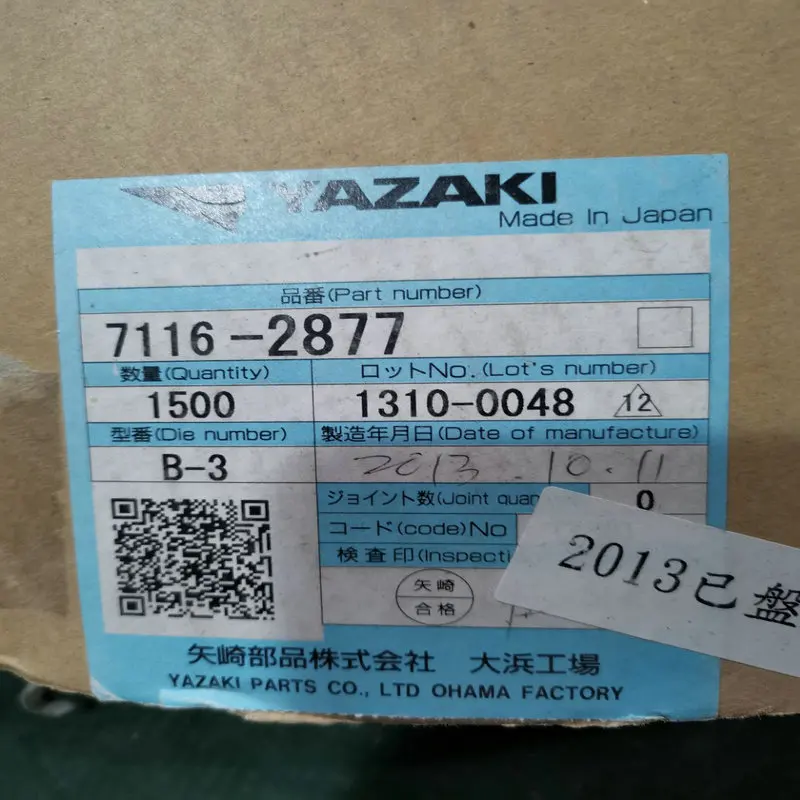 YAZAKI
Made In Japan
品番(Part number)
7116-2877
数量(Quantity) ロットNo.(Lot's number)
1500 1310-0048 12
型番(Die number) 製造年月日(Date of manufacture)
B-3 2013.10.11
ジョイント数(Joint quan 0
コード(code)No
検査印(Inspecti
矢崎
合格
2013已盤
矢崎部品株式会社 大浜工場
YAZAKI PARTS CO., LTD OHAMA FACTORY